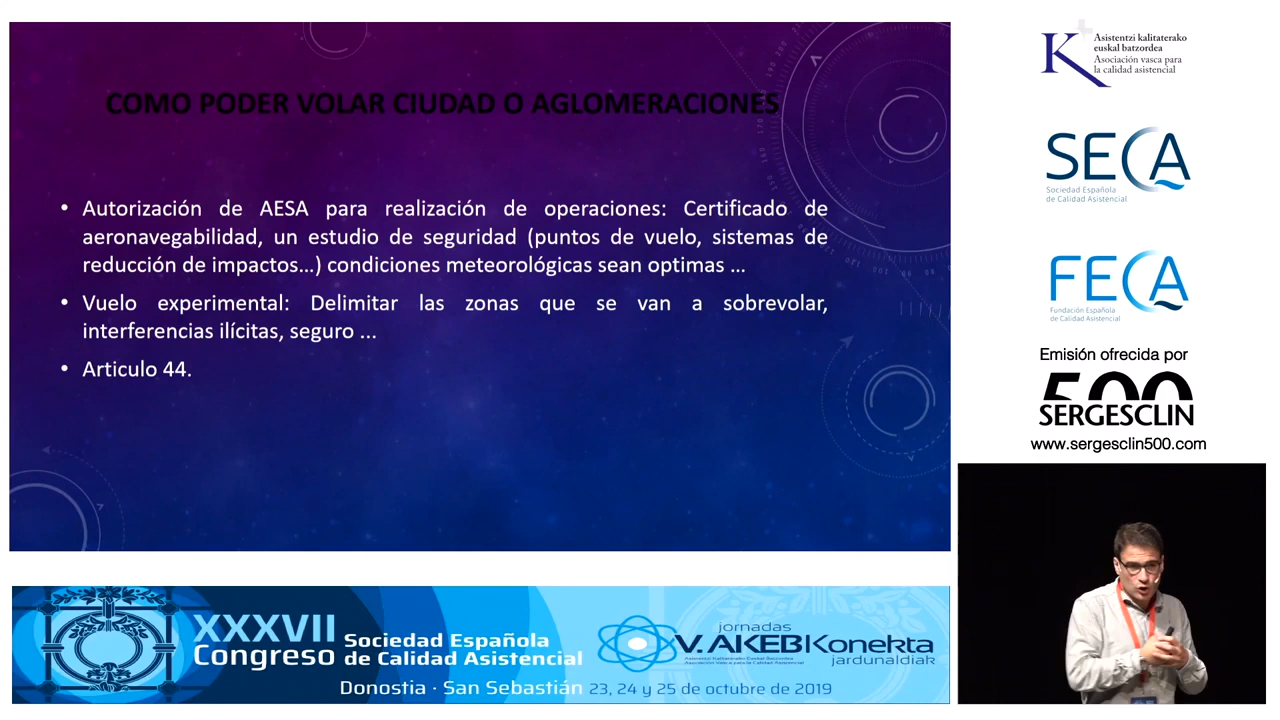 COMO PODER VOLAR CIUDAD O AGLOMERACIONES
• Autorización de AESA para realización de operaciones: Certificado de
aeronavegabilidad, un estudio de seguridad (puntos de vuelo, sistemas de
reducción de impactos...) condiciones meteorológicas sean optimas ...
• Vuelo experimental: Delimitar las zonas que se van a sobrevolar,
interferencias ilícitas, seguro ...
• Articulo 44.
K
Asistentzi kalitaterako
euskal batzordea
Asociación vasca para
la calidad asistencial
SECA
Sociedad Española
de Calidad Asistencial
FECA
Fundación Española
de Calidad Asistencial
Emisión ofrecida por
500
SERGESCLIN
www.sergesclin500.com
XXXVII
Congreso
Sociedad Española
de Calidad Asistencial
Donostia · San Sebastián 23, 24 y 25 de octubre de 2019
jornadas
V.AKEBIKonekta
jardunaldiak